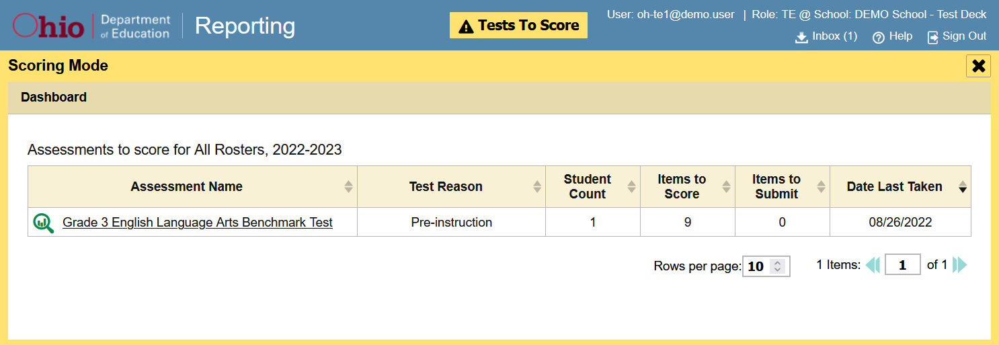 Ohio Department of Education Reporting
Tests To Score
User: oh-te1@demo.user | Role: TE @ School: DEMO School - Test Deck
Inbox (1) Help Sign Out
Scoring Mode
Dashboard
Assessments to score for All Rosters, 2022-2023
Assessment Name Test Reason Student Count Items to Score Items to Submit Date Last Taken
Grade 3 English Language Arts Benchmark Test Pre-instruction 1 9 0 08/26/2022
Rows per page: 10 1 Items: 1 of 1